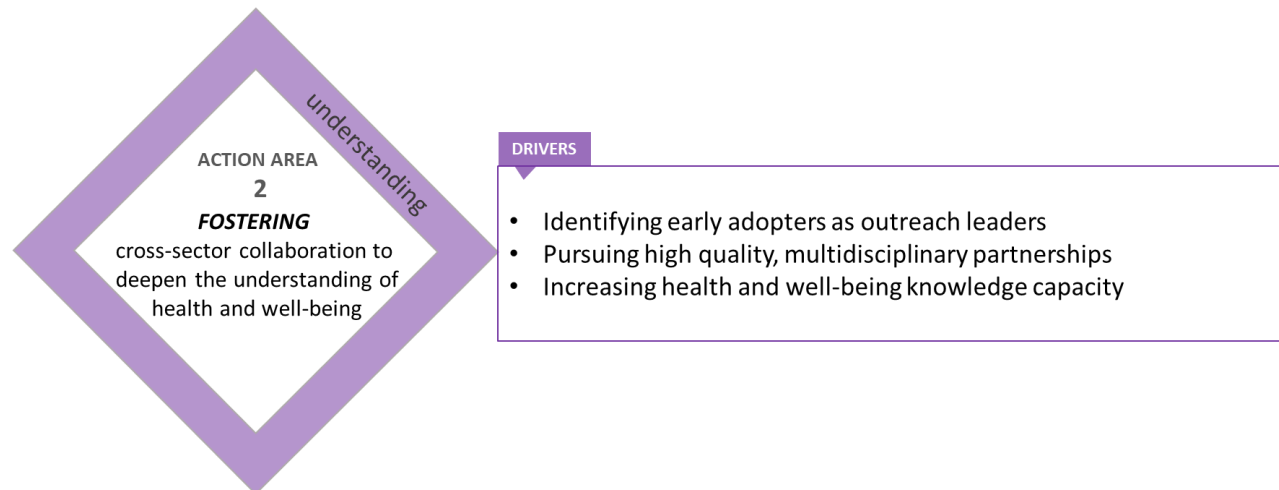 understanding
ACTION AREA
2
FOSTERING
cross-sector collaboration to
deepen the understanding of
health and well-being
DRIVERS
• Identifying early adopters as outreach leaders
• Pursuing high quality, multidisciplinary partnerships
• Increasing health and well-being knowledge capacity